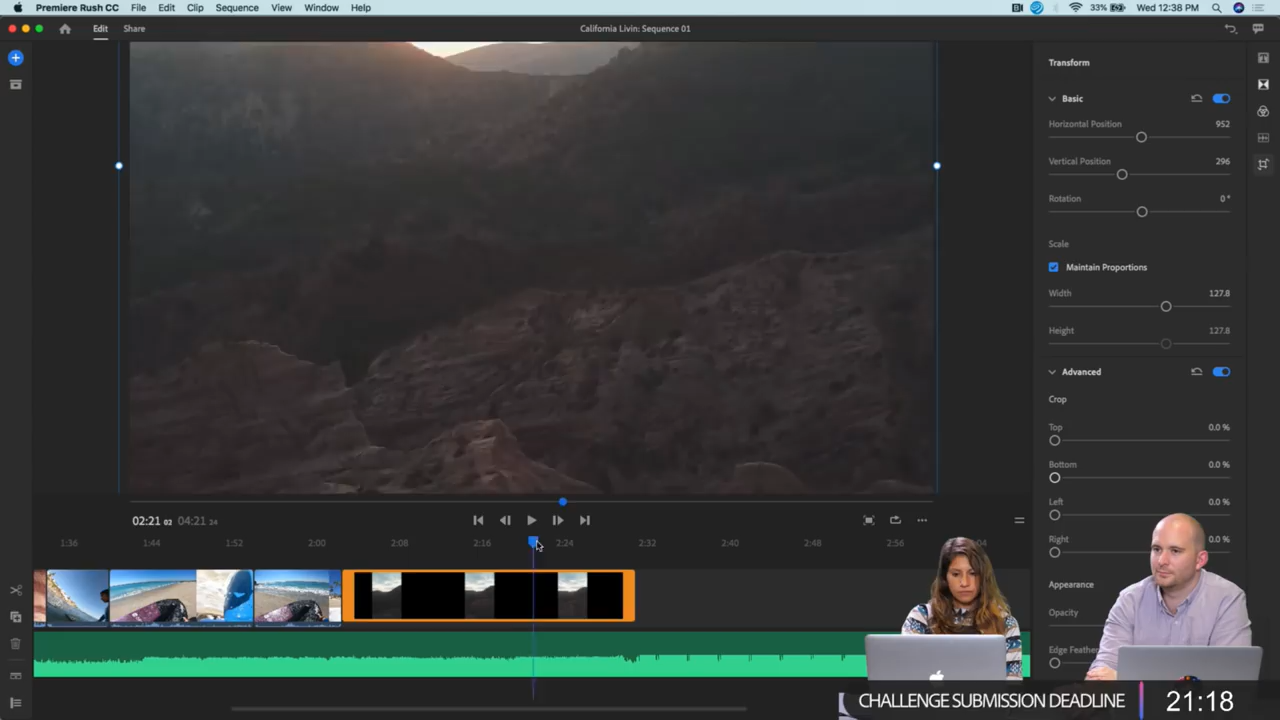 Premiere Rush CC File Edit Clip Sequence View Window Help 33% Wed 12:38 PM
Edit Share California Livin: Sequence 01
Transform
Basic
Horizontal Position 952
Vertical Position 296
Rotation 0°
Scale
Maintain Proportions
Width 127.8
Height 127.8
Advanced
Crop
Top 0.0 %
Bottom 0.0 %
Left 0.0 %
Right 0.0 %
Appearance
Opacity
Edge Feather
02:21 02 04:21 24
1:36 1:44 1:52 2:00 2:08 2:16 2:24 2:32 2:40 2:48 2:56
CHALLENGE SUBMISSION DEADLINE 21:18